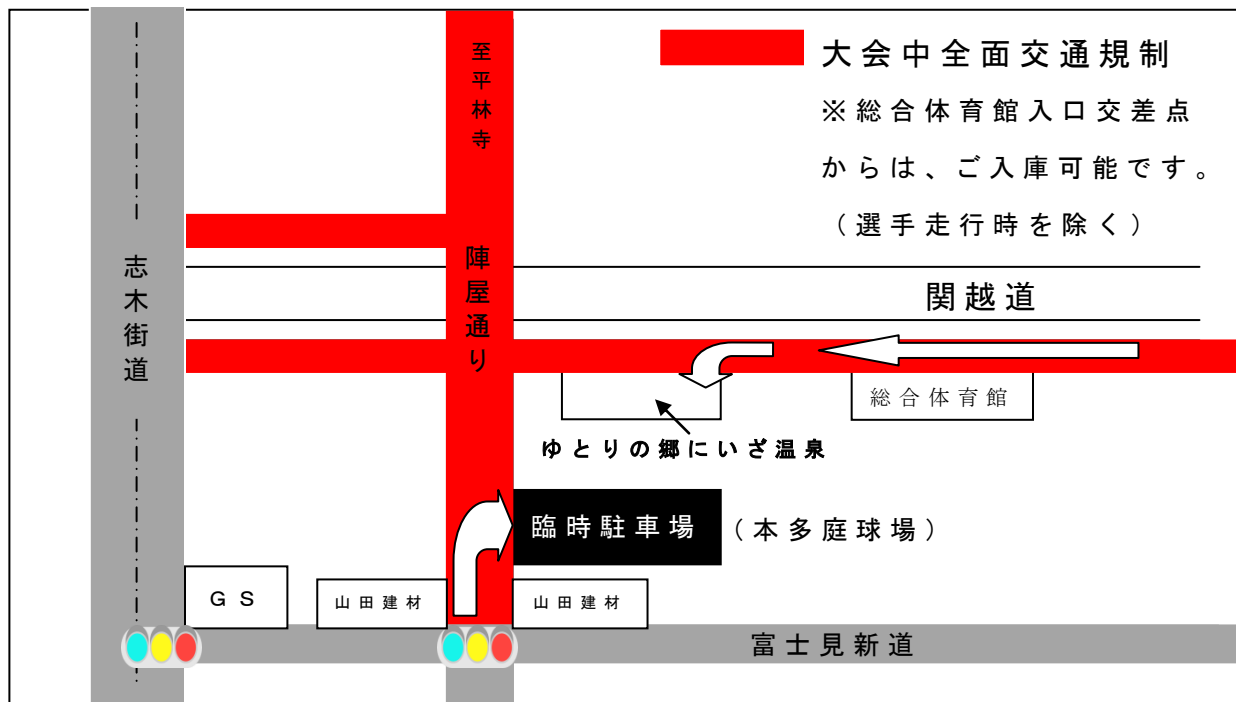 大会中全面交通規制
※総合体育館入口交差点
からは、ご入庫可能です。
（選手走行時を除く）
至平林寺
志木街道
陣屋通り
関越道
総合体育館
ゆとりの郷にいざ温泉
臨時駐車場
（本多庭球場）
ＧＳ
山田建材
山田建材
富士見新道